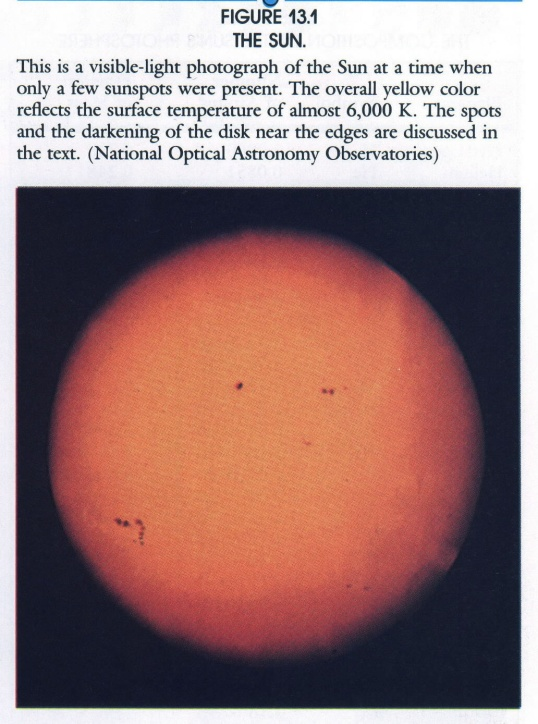 FIGURE 13.1
THE SUN.
This is a visible-light photograph of the Sun at a time when
only a few sunspots were present. The overall yellow color
reflects the surface temperature of almost 6,000 K. The spots
and the darkening of the disk near the edges are discussed in
the text. (National Optical Astronomy Observatories)